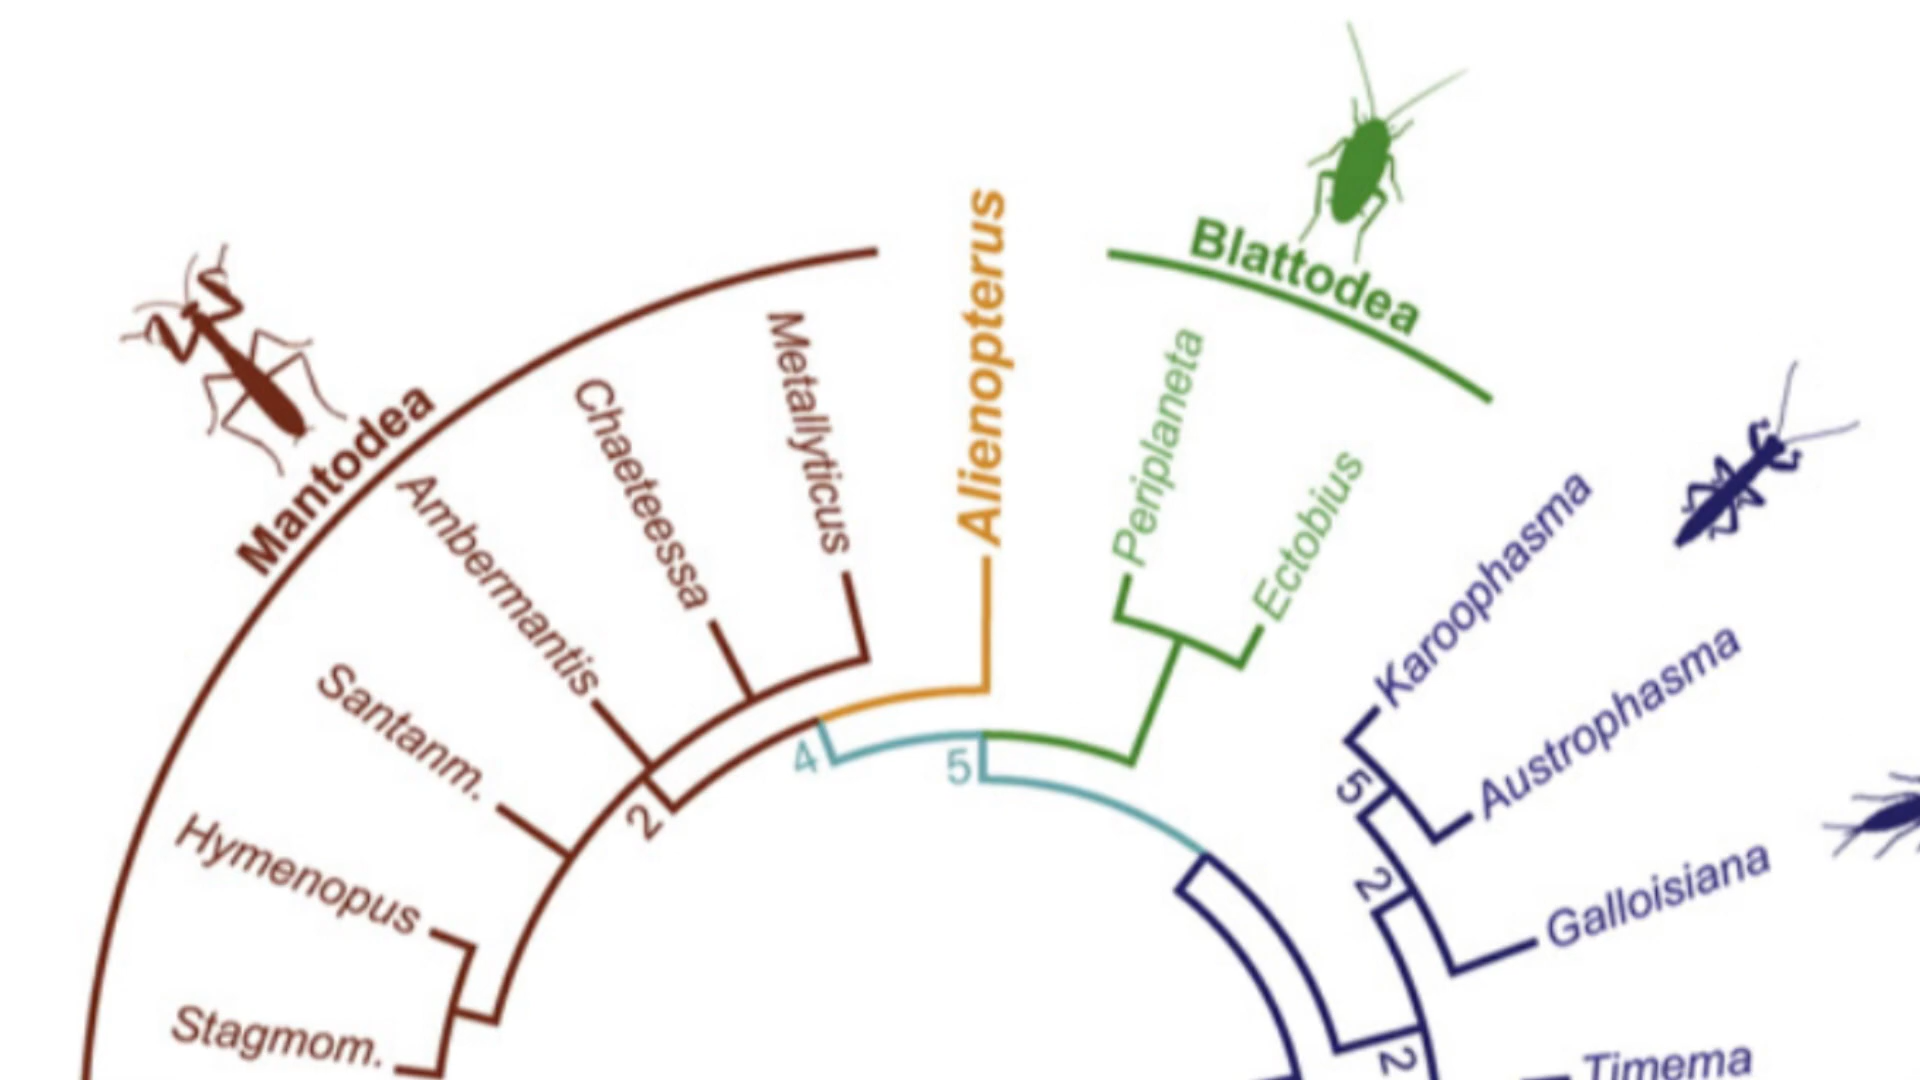 Mantodea
Stagmom.
Hymenopus
Santanm.
Ambermantis
Chaeteessa
Metallyticus
Alienopterus
Blattodea
Periplaneta
Ectobius
Karoophasma
Austrophasma
Galloisiana
Timema
2
4
5
5
2
2